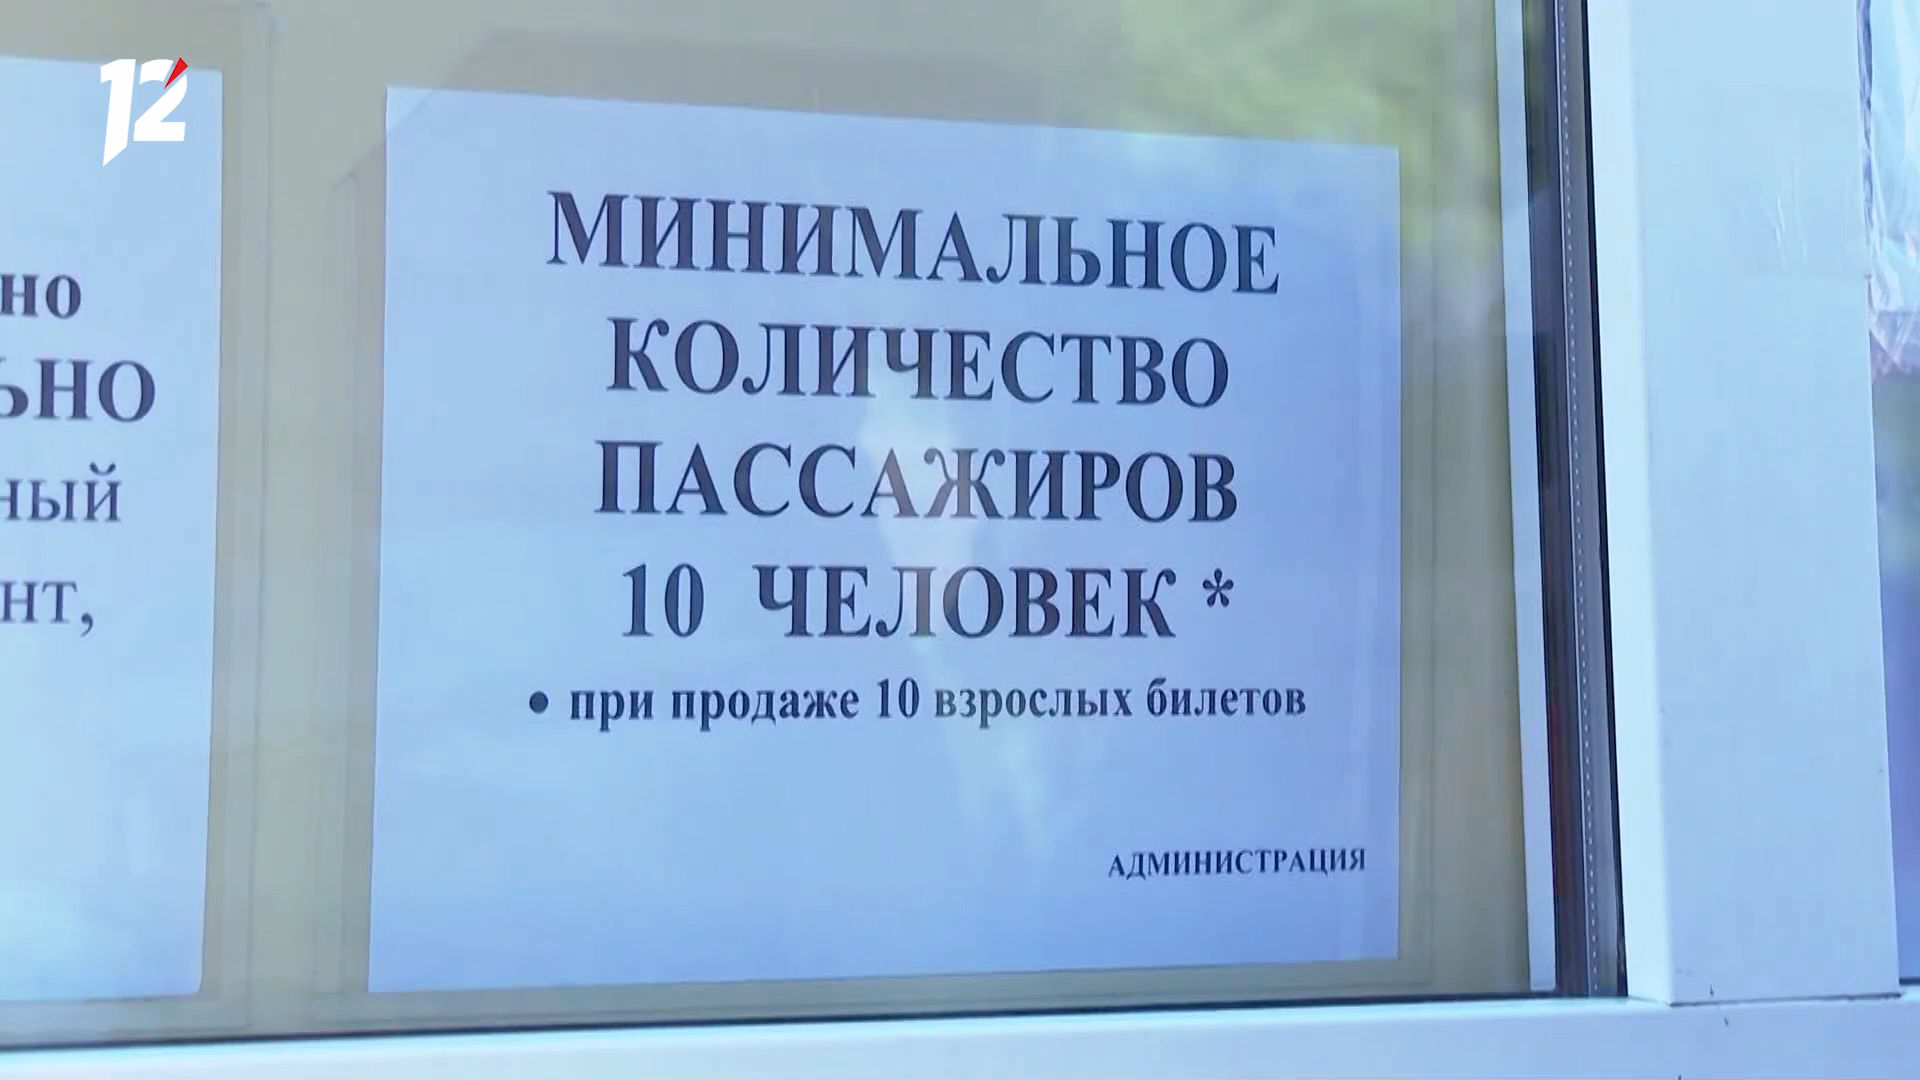 12
но
ЬНО
ный
нт,
МИНИМАЛЬНОЕ
КОЛИЧЕСТВО
ПАССАЖИРОВ
10 ЧЕЛОВЕК *
• при продаже 10 взрослых билетов
АДМИНИСТРАЦИЯ